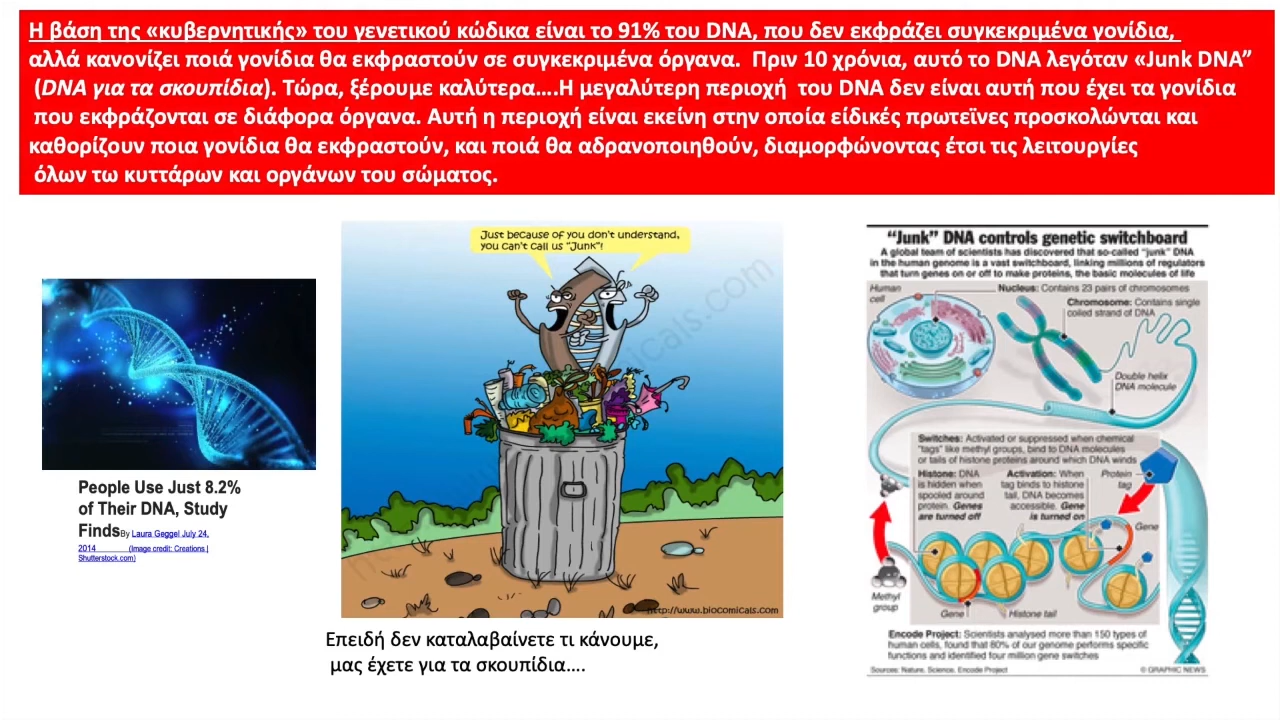 Η βάση της «κυβερνητικής» του γενετικού κώδικα είναι το 91% του DNA, που δεν εκφράζει συγκεκριμένα γονίδια,
αλλά κανονίζει ποιά γονίδια θα εκφραστούν σε συγκεκριμένα όργανα. Πριν 10 χρόνια, αυτό το DNA λεγόταν «Junk DNA”
(DNA για τα σκουπίδια). Τώρα, ξέρουμε καλύτερα….Η μεγαλύτερη περιοχή του DNA δεν είναι αυτή που έχει τα γονίδια
που εκφράζονται σε διάφορα όργανα. Αυτή η περιοχή είναι εκείνη στην οποία είδικές πρωτεϊνες προσκολώνται και
καθορίζουν ποια γονίδια θα εκφραστούν, και ποιά θα αδρανοποιηθούν, διαμορφώνοντας έτσι τις λειτουργίες
όλων τω κυττάρων και οργάνων του σώματος.
People Use Just 8.2%
of Their DNA, Study
Finds By Laura Geggel July 24,
2014 (Image credit: Creations |
Shutterstock.com)
Just because of you don't understand,
you can't call us "Junk"!
http://www.biocomicals.com
Επειδή δεν καταλαβαίνετε τι κάνουμε,
μας έχετε για τα σκουπίδια….
“Junk” DNA controls genetic switchboard
A global team of scientists has discovered that so-called “junk” DNA
in the human genome is a vast switchboard, linking millions of regulators
that turn genes on or off to make proteins, the basic molecules of life
Human
cell
Nucleus: Contains 23 pairs of chromosomes
Chromosome: Contains single
coiled strand of DNA
Double helix
DNA molecule
Switches: Activated or suppressed when chemical
“tags” like methyl groups, bind to DNA molecules
or tails of histone proteins around which DNA winds
Histone: DNA
is hidden when
spooled around
protein. Genes
are turned off
Activation: When
tag binds to histone
tail, DNA becomes
accessible. Gene
is turned on
Protein
tag
Gene
Methyl
group
Gene
Histone tail
Encode Project: Scientists analysed more than 150 types of
human cells, found that 80% of our genome performs specific
functions and identified four million gene switches
Sources: Nature, Science, Encode Project
© GRAPHIC NEWS